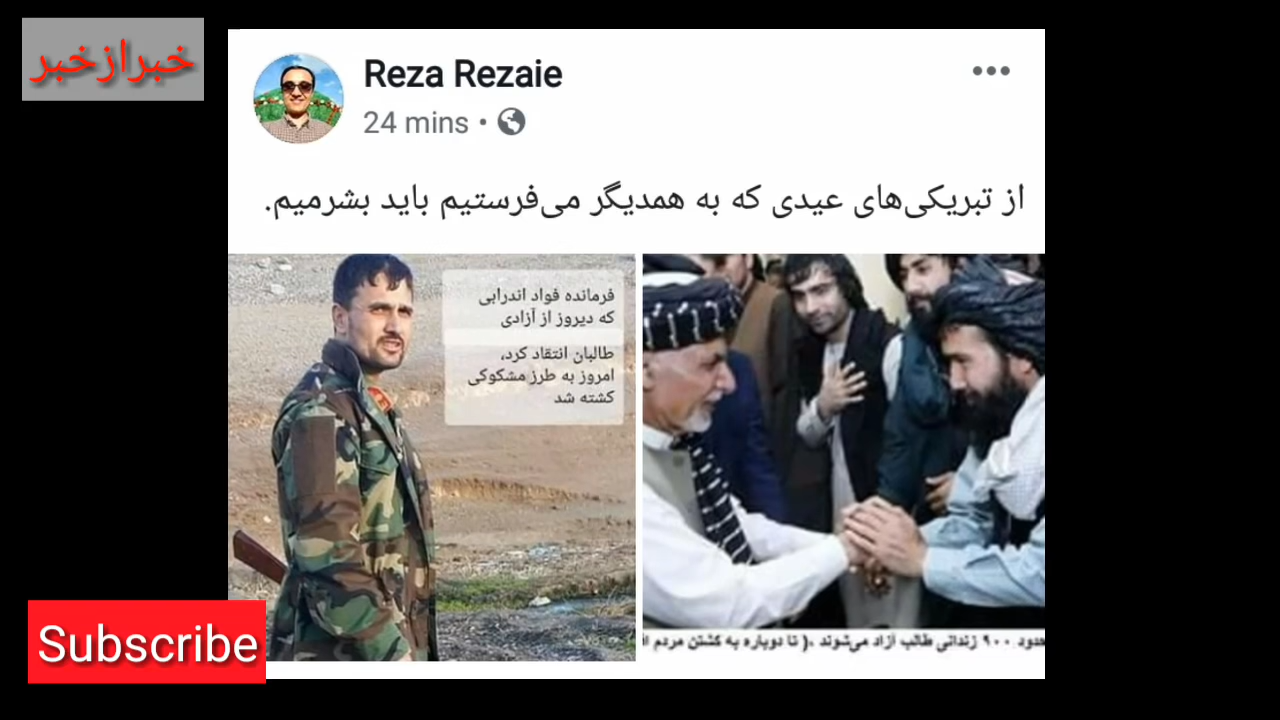 خبرازخبر
Reza Rezaie
24 mins •
از تبریکی‌های عیدی که به همدیگر می‌فرستیم باید بشرمیم.
فرمانده فواد اندرابی
که دیروز از آزادی
طالبان انتقاد کرد،
امروز به طرز مشکوکی
کشته شد
حدود ۹۰۰ زندانی طالب آزاد می‌شوند ،( تا دوباره به کشتن مردم
Subscribe